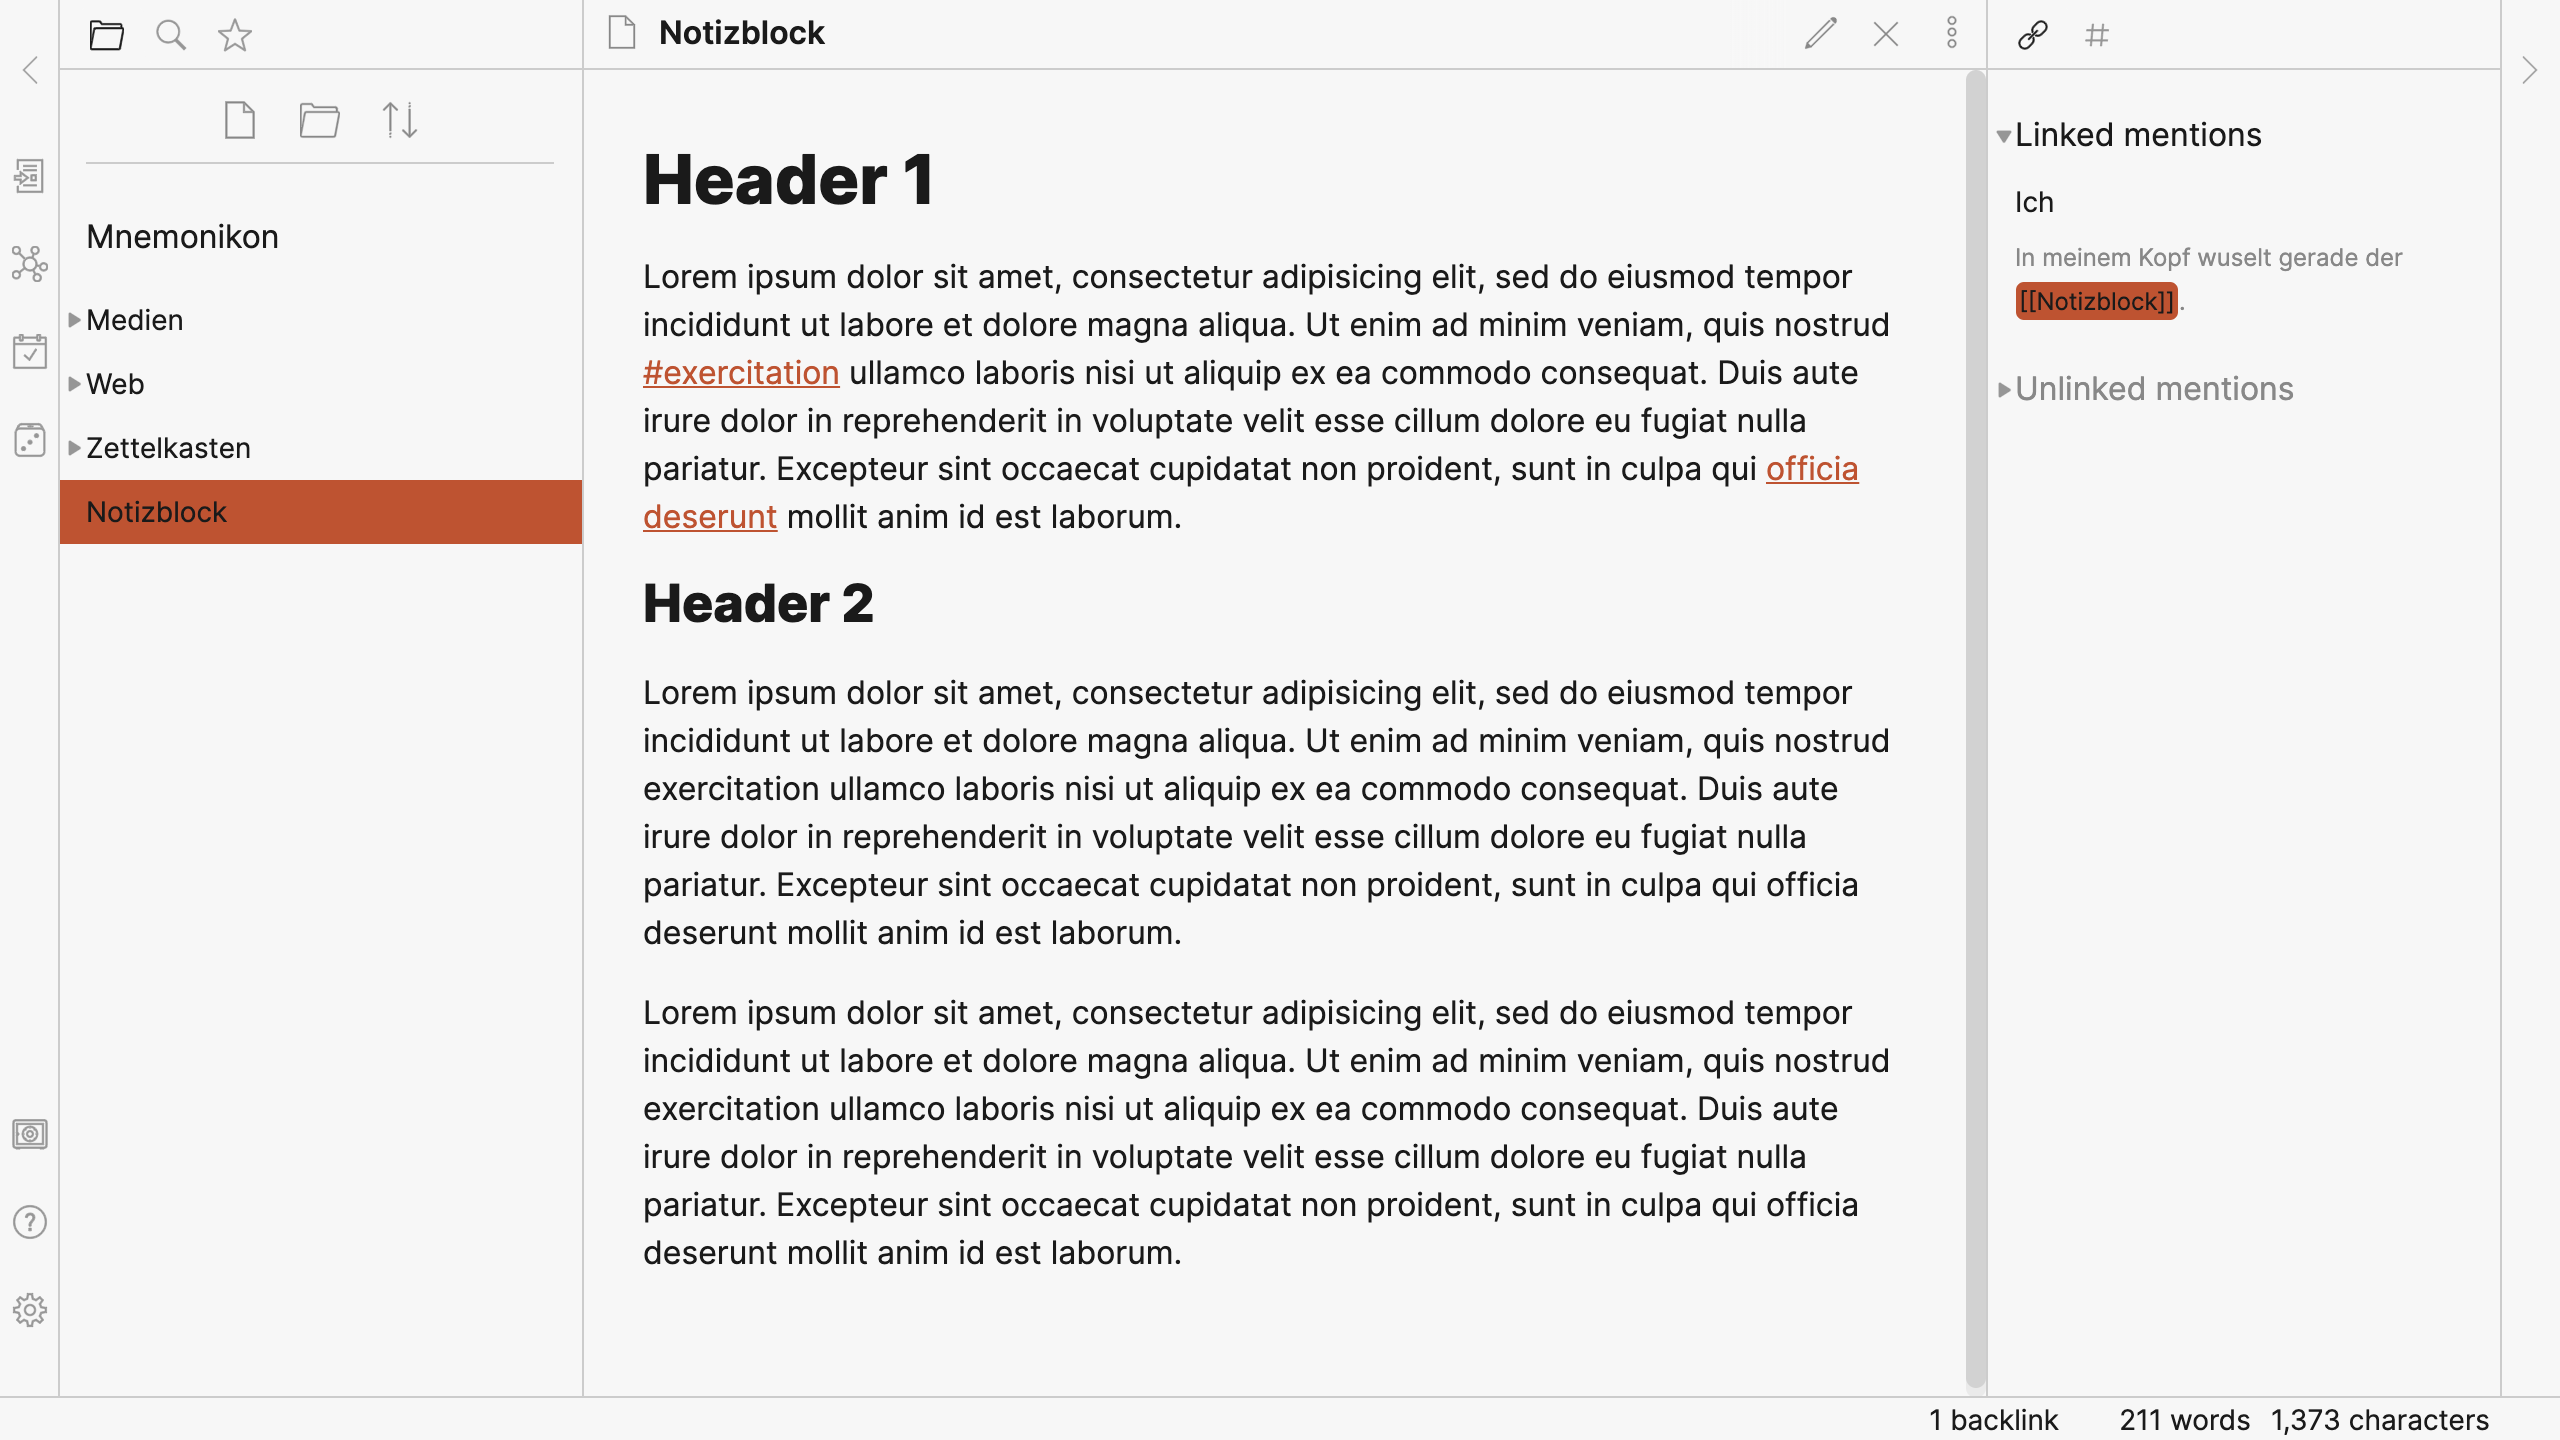 Notizblock
Mnemonikon
Medien
Web
Zettelkasten
Notizblock
Header 1
Lorem ipsum dolor sit amet, consectetur adipisicing elit, sed do eiusmod tempor
incididunt ut labore et dolore magna aliqua. Ut enim ad minim veniam, quis nostrud
#exercitation ullamco laboris nisi ut aliquip ex ea commodo consequat. Duis aute
irure dolor in reprehenderit in voluptate velit esse cillum dolore eu fugiat nulla
pariatur. Excepteur sint occaecat cupidatat non proident, sunt in culpa qui officia
deserunt mollit anim id est laborum.
Header 2
Lorem ipsum dolor sit amet, consectetur adipisicing elit, sed do eiusmod tempor
incididunt ut labore et dolore magna aliqua. Ut enim ad minim veniam, quis nostrud
exercitation ullamco laboris nisi ut aliquip ex ea commodo consequat. Duis aute
irure dolor in reprehenderit in voluptate velit esse cillum dolore eu fugiat nulla
pariatur. Excepteur sint occaecat cupidatat non proident, sunt in culpa qui officia
deserunt mollit anim id est laborum.
Lorem ipsum dolor sit amet, consectetur adipisicing elit, sed do eiusmod tempor
incididunt ut labore et dolore magna aliqua. Ut enim ad minim veniam, quis nostrud
exercitation ullamco laboris nisi ut aliquip ex ea commodo consequat. Duis aute
irure dolor in reprehenderit in voluptate velit esse cillum dolore eu fugiat nulla
pariatur. Excepteur sint occaecat cupidatat non proident, sunt in culpa qui officia
deserunt mollit anim id est laborum.
Linked mentions
Ich
In meinem Kopf wuselt gerade der
[[Notizblock]].
Unlinked mentions
1 backlink 211 words 1,373 characters